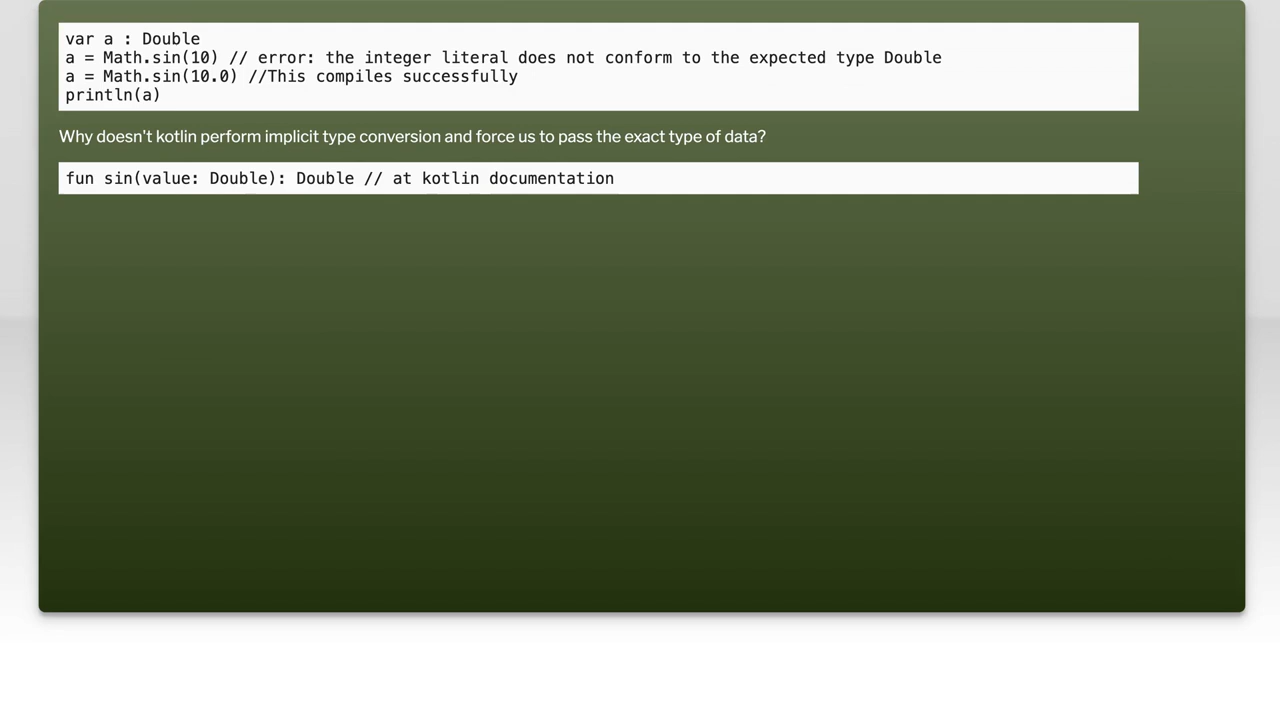 var a : Double
a = Math.sin(10) // error: the integer literal does not conform to the expected type Double
a = Math.sin(10.0) //This compiles successfully
println(a)
Why doesn't kotlin perform implicit type conversion and force us to pass the exact type of data?
fun sin(value: Double): Double // at kotlin documentation